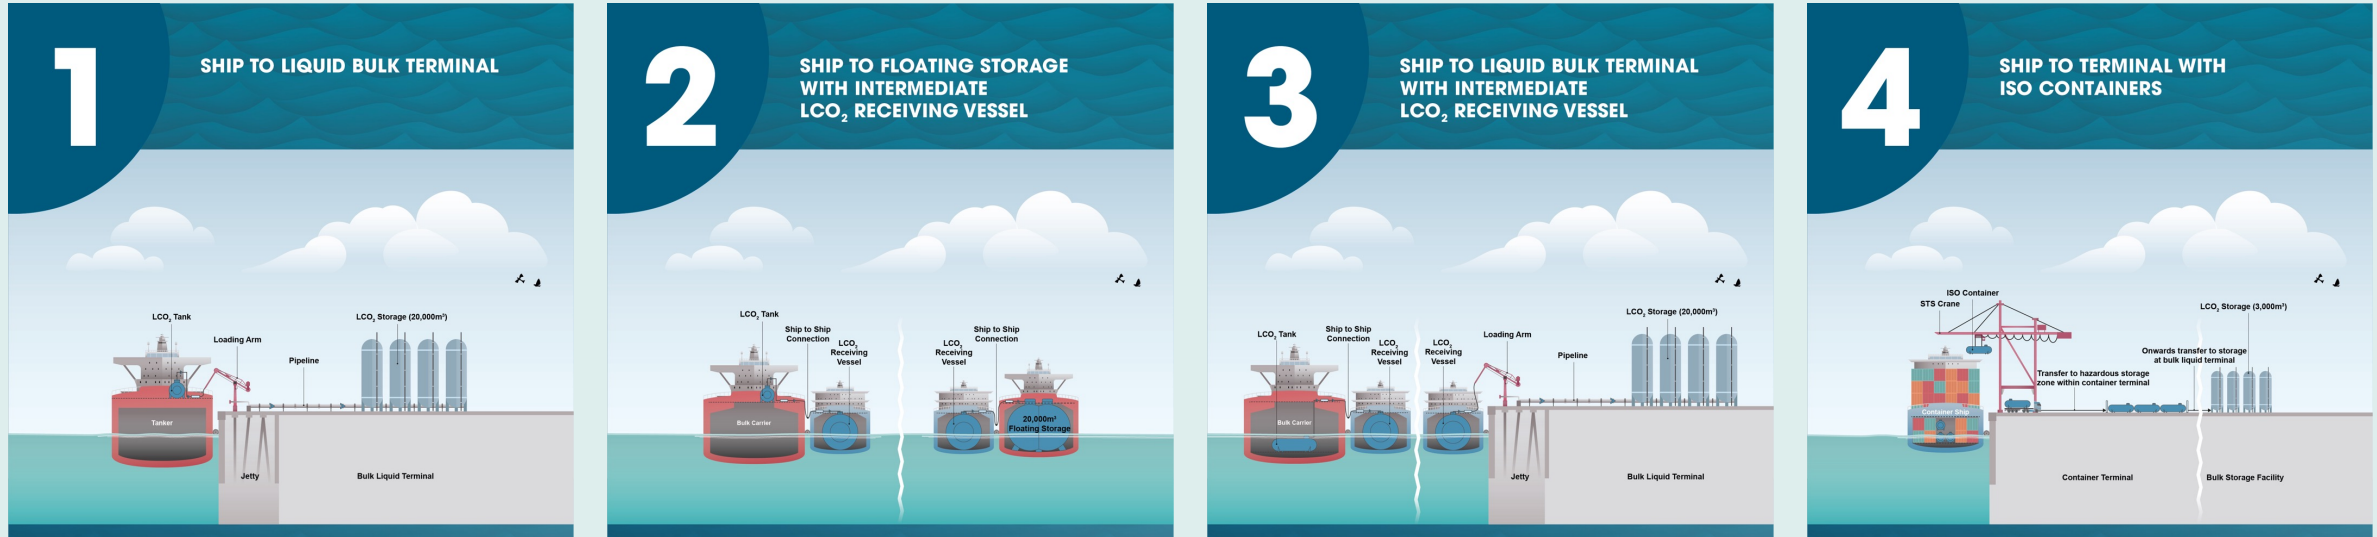 1
SHIP TO LIQUID BULK TERMINAL
LCO₂ Tank
LCO₂ Storage (20,000m³)
Loading Arm
Pipeline
Tanker
Jetty
Bulk Liquid Terminal
2
SHIP TO FLOATING STORAGE
WITH INTERMEDIATE
LCO₂ RECEIVING VESSEL
LCO₂ Tank
Ship to Ship
Connection
LCO₂
Receiving
Vessel
LCO₂
Receiving
Vessel
Ship to Ship
Connection
Bulk Carrier
20,000m³
Floating Storage
3
SHIP TO LIQUID BULK TERMINAL
WITH INTERMEDIATE
LCO₂ RECEIVING VESSEL
LCO₂ Tank
Ship to Ship
Connection
LCO₂
Receiving
Vessel
LCO₂
Receiving
Vessel
Loading Arm
Pipeline
LCO₂ Storage (20,000m³)
Bulk Carrier
Jetty
Bulk Liquid Terminal
4
SHIP TO TERMINAL WITH
ISO CONTAINERS
ISO Container
STS Crane
LCO₂ Storage (3,000m³)
Onwards transfer to storage
at bulk liquid terminal
Transfer to hazardous storage
zone within container terminal
Container Ship
Container Terminal
Bulk Storage Facility